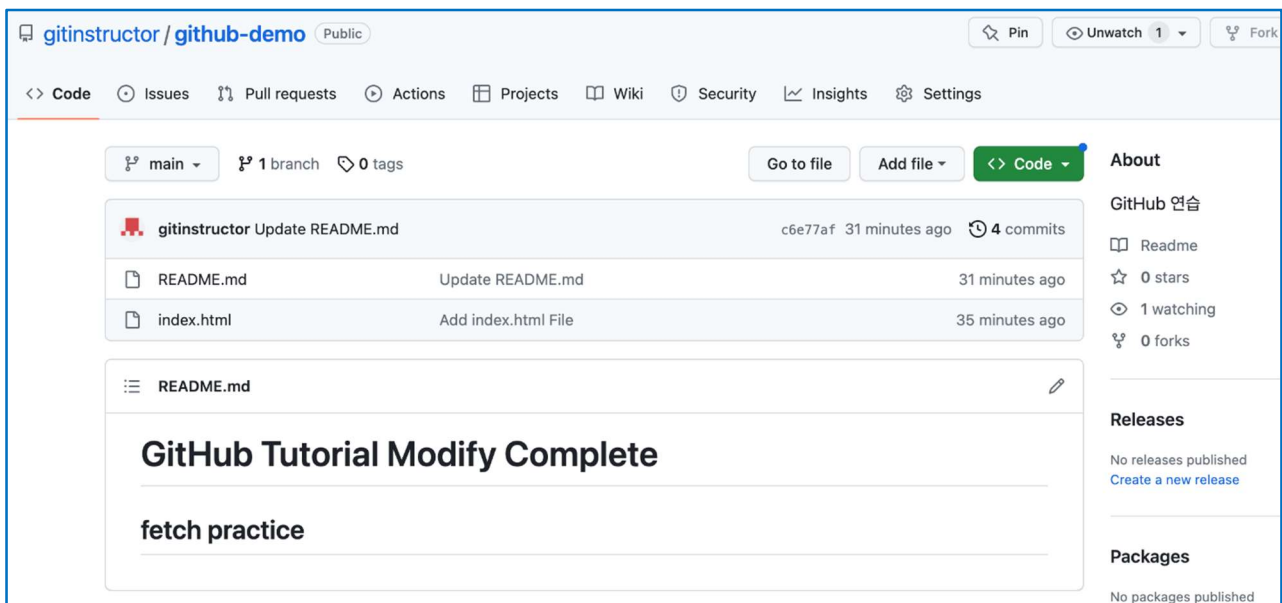 gitinstructor / github-demo Public
Pin Unwatch 1 Fork
Code Issues Pull requests Actions Projects Wiki Security Insights Settings
main 1 branch 0 tags Go to file Add file <> Code
gitinstructor Update README.md c6e77af 31 minutes ago 4 commits
README.md Update README.md 31 minutes ago
index.html Add index.html File 35 minutes ago
README.md
GitHub Tutorial Modify Complete
fetch practice
About
GitHub 연습
Readme
0 stars
1 watching
0 forks
Releases
No releases published
Create a new release
Packages
No packages published